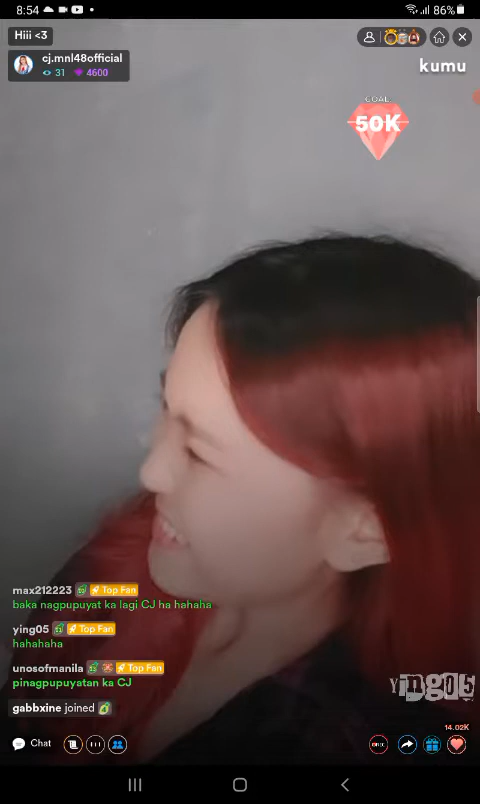 8:54
86%
Hiii <3
cj.mnl48official
31 4600
kumu
GOAL
50K
max212223 Top Fan
baka nagpupuyat ka lagi CJ ha hahaha
ying05 Top Fan
hahahaha
unosofmanila Top Fan
pinagpupuyatan ka CJ
gabbxine joined
Yingo5
14.02K
Chat